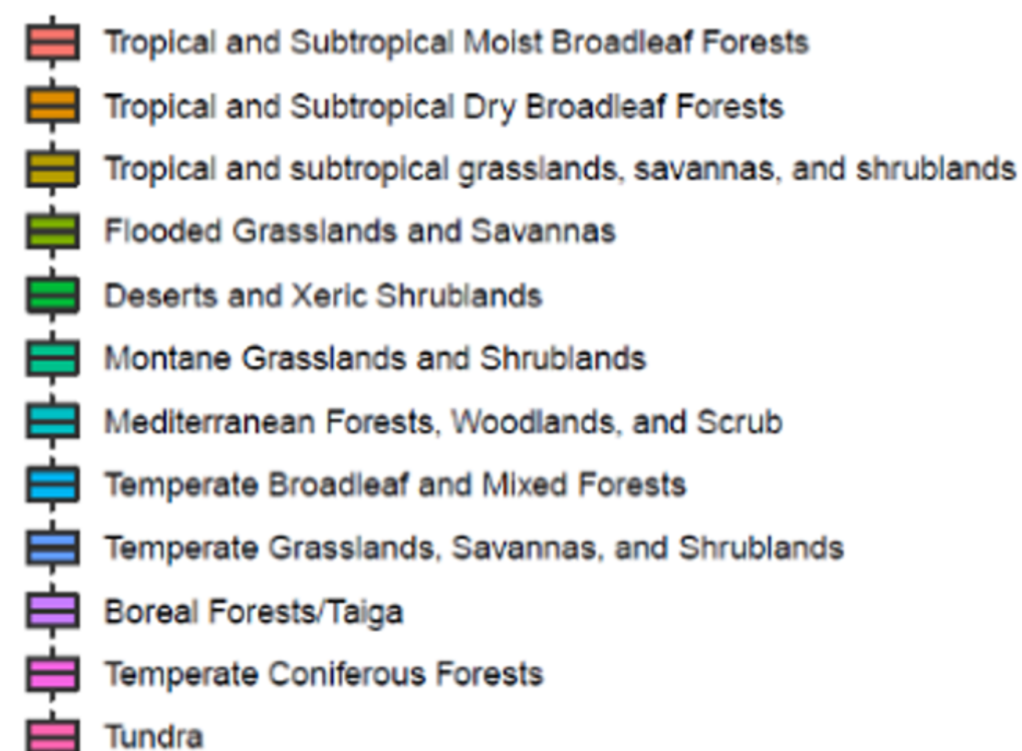 Tropical and Subtropical Moist Broadleaf Forests
Tropical and Subtropical Dry Broadleaf Forests
Tropical and subtropical grasslands, savannas, and shrublands
Flooded Grasslands and Savannas
Deserts and Xeric Shrublands
Montane Grasslands and Shrublands
Mediterranean Forests, Woodlands, and Scrub
Temperate Broadleaf and Mixed Forests
Temperate Grasslands, Savannas, and Shrublands
Boreal Forests/Taiga
Temperate Coniferous Forests
Tundra